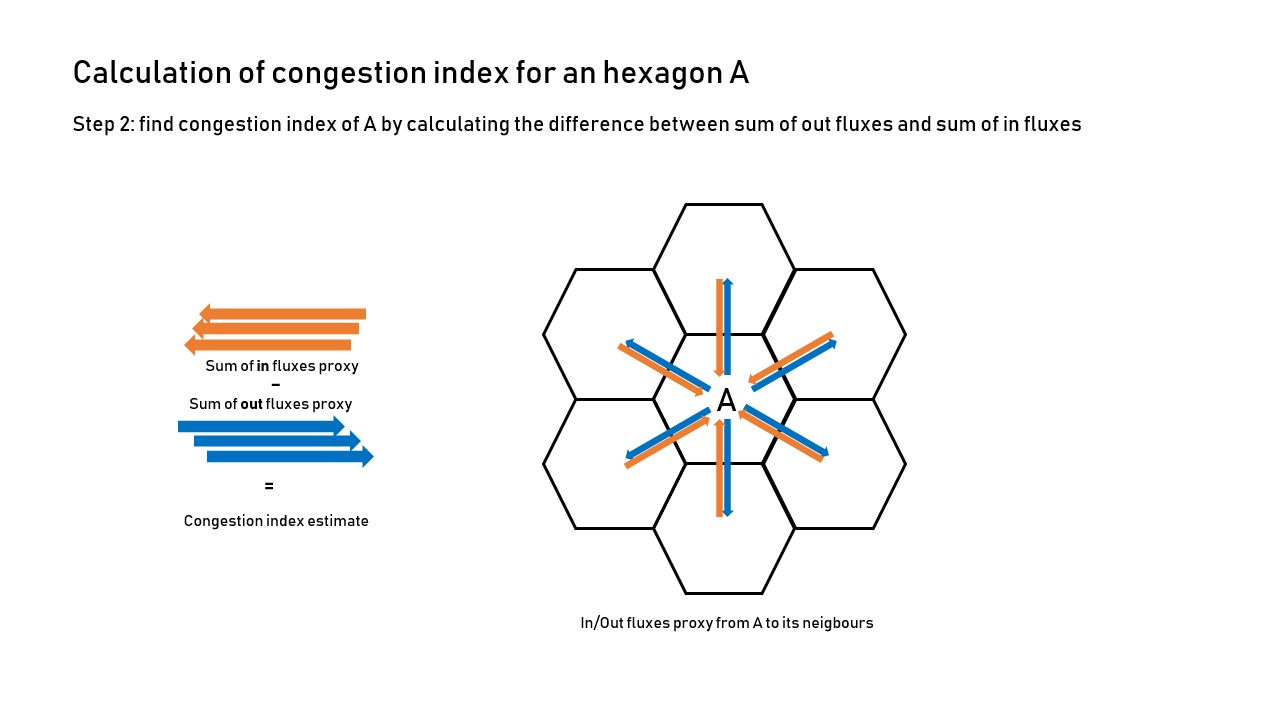 Calculation of congestion index for an hexagon A
Step 2: find congestion index of A by calculating the difference between sum of out fluxes and sum of in fluxes
Sum of in fluxes proxy
–
Sum of out fluxes proxy
=
Congestion index estimate
A
In/Out fluxes proxy from A to its neigbours